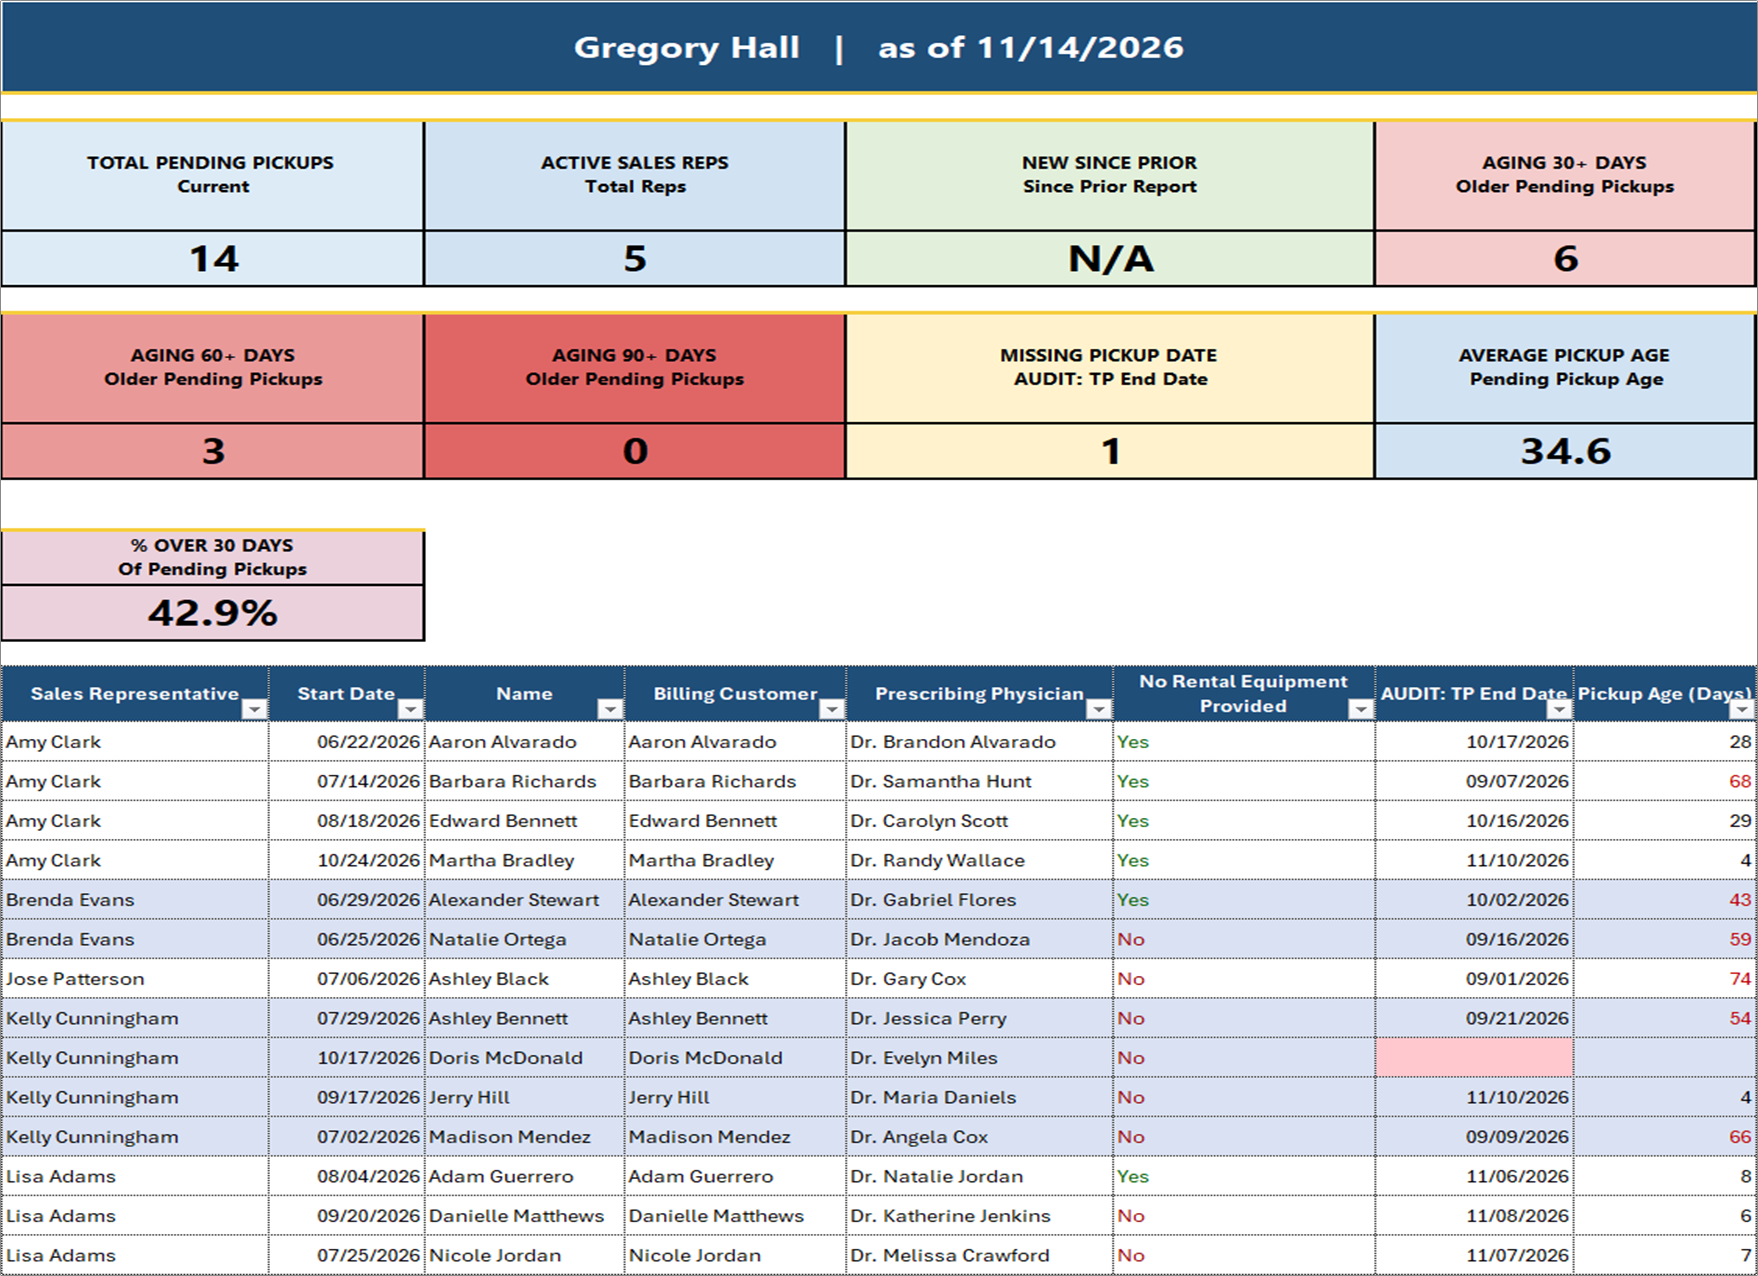 Gregory Hall | as of 11/14/2026
TOTAL PENDING PICKUPS
Current
ACTIVE SALES REPS
Total Reps
NEW SINCE PRIOR
Since Prior Report
AGING 30+ DAYS
Older Pending Pickups
14
5
N/A
6
AGING 60+ DAYS
Older Pending Pickups
AGING 90+ DAYS
Older Pending Pickups
MISSING PICKUP DATE
AUDIT: TP End Date
AVERAGE PICKUP AGE
Pending Pickup Age
3
0
1
34.6
% OVER 30 DAYS
Of Pending Pickups
42.9%
Sales Representative Start Date Name Billing Customer Prescribing Physician No Rental Equipment Provided AUDIT: TP End Date Pickup Age (Days)
Amy Clark 06/22/2026 Aaron Alvarado Aaron Alvarado Dr. Brandon Alvarado Yes 10/17/2026 28
Amy Clark 07/14/2026 Barbara Richards Barbara Richards Dr. Samantha Hunt Yes 09/07/2026 68
Amy Clark 08/18/2026 Edward Bennett Edward Bennett Dr. Carolyn Scott Yes 10/16/2026 29
Amy Clark 10/24/2026 Martha Bradley Martha Bradley Dr. Randy Wallace Yes 11/10/2026 4
Brenda Evans 06/29/2026 Alexander Stewart Alexander Stewart Dr. Gabriel Flores Yes 10/02/2026 43
Brenda Evans 06/25/2026 Natalie Ortega Natalie Ortega Dr. Jacob Mendoza No 09/16/2026 59
Jose Patterson 07/06/2026 Ashley Black Ashley Black Dr. Gary Cox No 09/01/2026 74
Kelly Cunningham 07/29/2026 Ashley Bennett Ashley Bennett Dr. Jessica Perry No 09/21/2026 54
Kelly Cunningham 10/17/2026 Doris McDonald Doris McDonald Dr. Evelyn Miles No
Kelly Cunningham 09/17/2026 Jerry Hill Jerry Hill Dr. Maria Daniels No 11/10/2026 4
Kelly Cunningham 07/02/2026 Madison Mendez Madison Mendez Dr. Angela Cox No 09/09/2026 66
Lisa Adams 08/04/2026 Adam Guerrero Adam Guerrero Dr. Natalie Jordan Yes 11/06/2026 8
Lisa Adams 09/20/2026 Danielle Matthews Danielle Matthews Dr. Katherine Jenkins No 11/08/2026 6
Lisa Adams 07/25/2026 Nicole Jordan Nicole Jordan Dr. Melissa Crawford No 11/07/2026 7